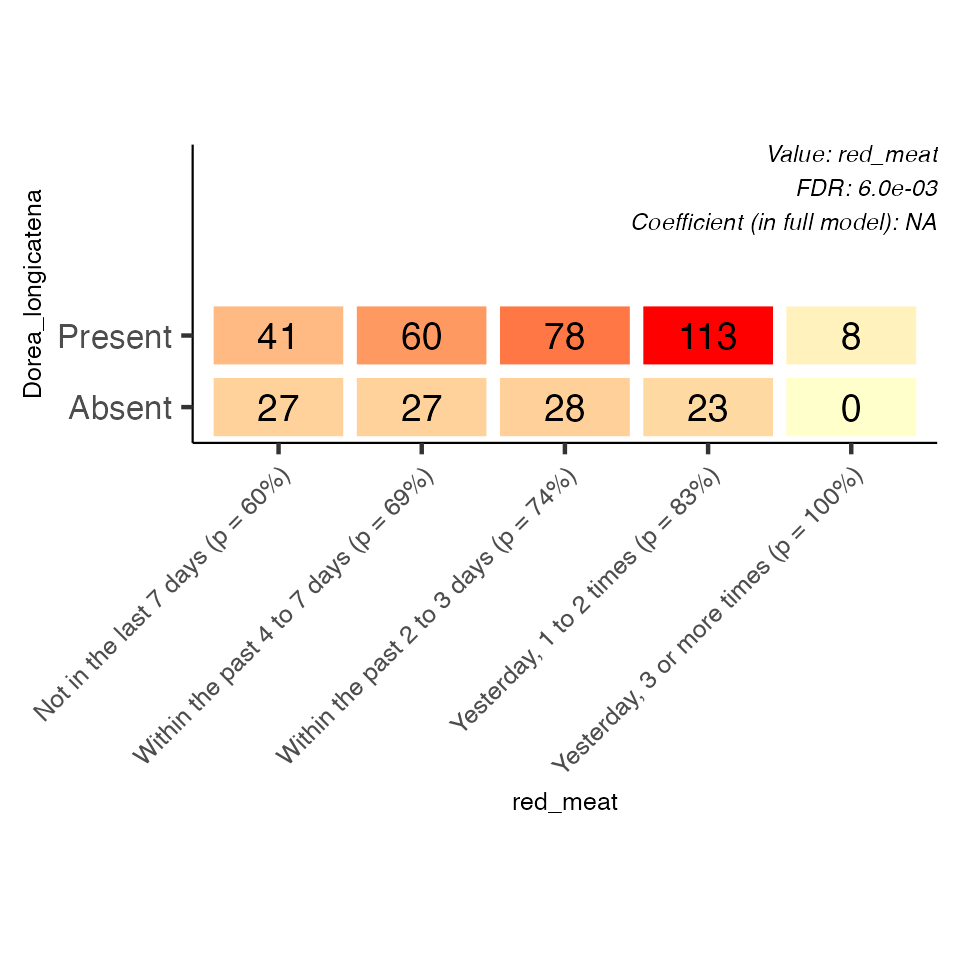 Value: red_meat
FDR: 6.0e-03
Coefficient (in full model): NA
Dorea_longicatena
Present
41
60
78
113
8
Absent
27
27
28
23
0
Not in the last 7 days (p = 60%)
Within the past 4 to 7 days (p = 69%)
Within the past 2 to 3 days (p = 74%)
Yesterday, 1 to 2 times (p = 83%)
Yesterday, 3 or more times (p = 100%)
red_meat